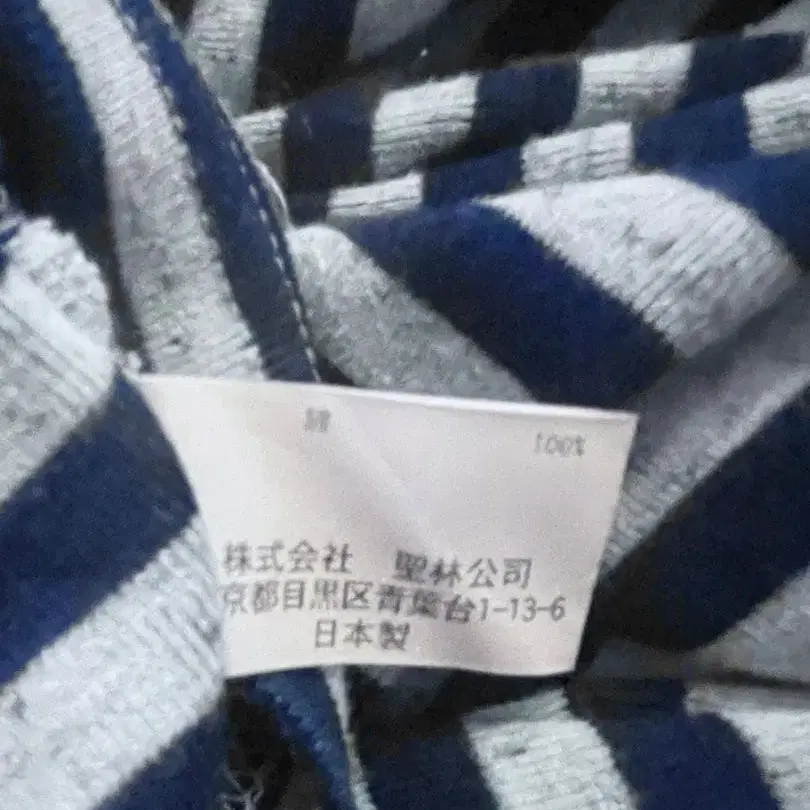 綿 100%
株式会社 聖林公司
京都目黒区青葉台1-13-6
日本製